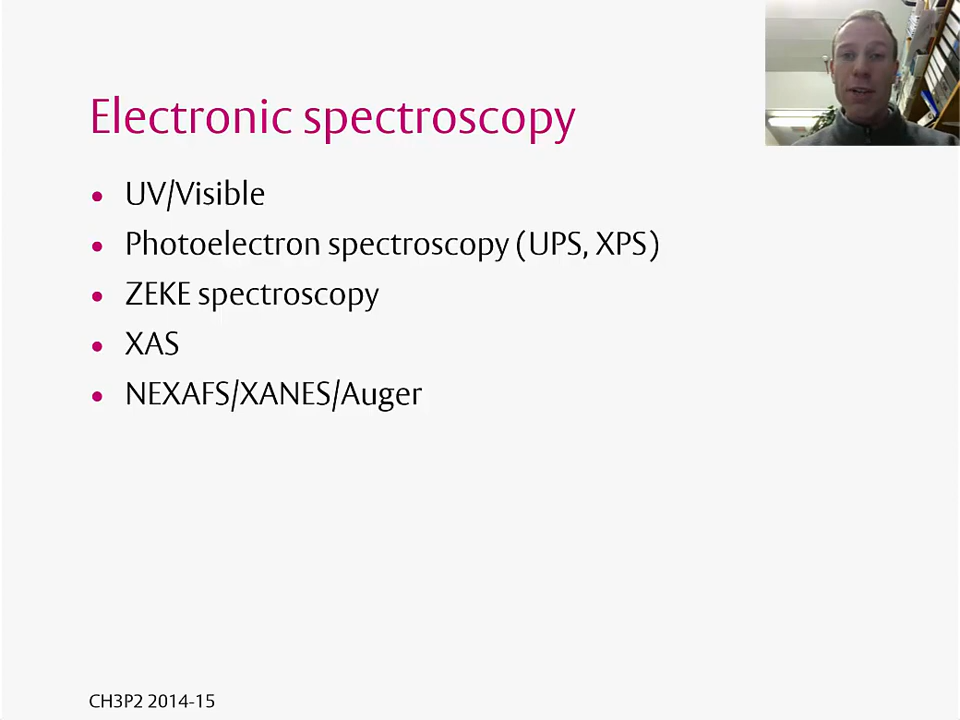 Electronic spectroscopy
• UV/Visible
• Photoelectron spectroscopy (UPS, XPS)
• ZEKE spectroscopy
• XAS
• NEXAFS/XANES/Auger
CH3P2 2014-15